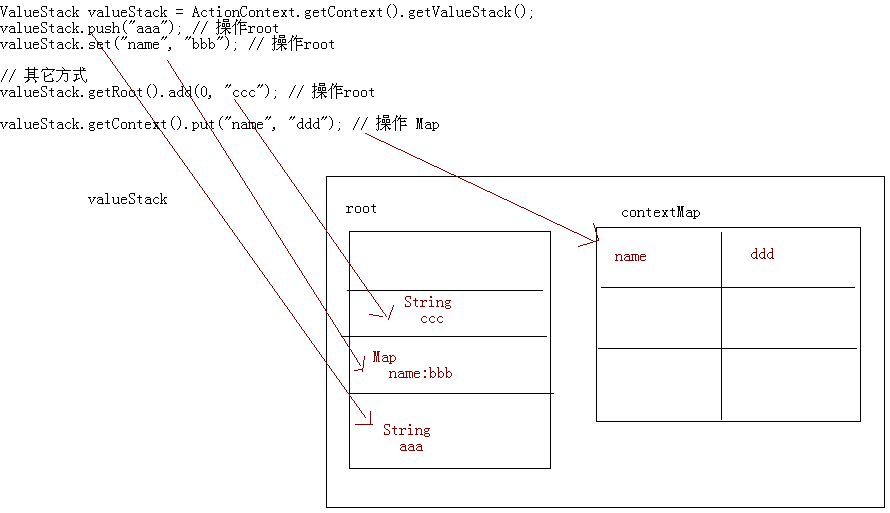 ValueStack valueStack = ActionContext.getContext().getValueStack();
valueStack.push("aaa"); // 操作root
valueStack.set("name", "bbb"); // 操作root
// 其它方式
valueStack.getRoot().add(0, "ccc"); // 操作root
valueStack.getContext().put("name", "ddd"); // 操作 Map
valueStack
root
contextMap
name ddd
String
ccc
Map
name:bbb
String
aaa